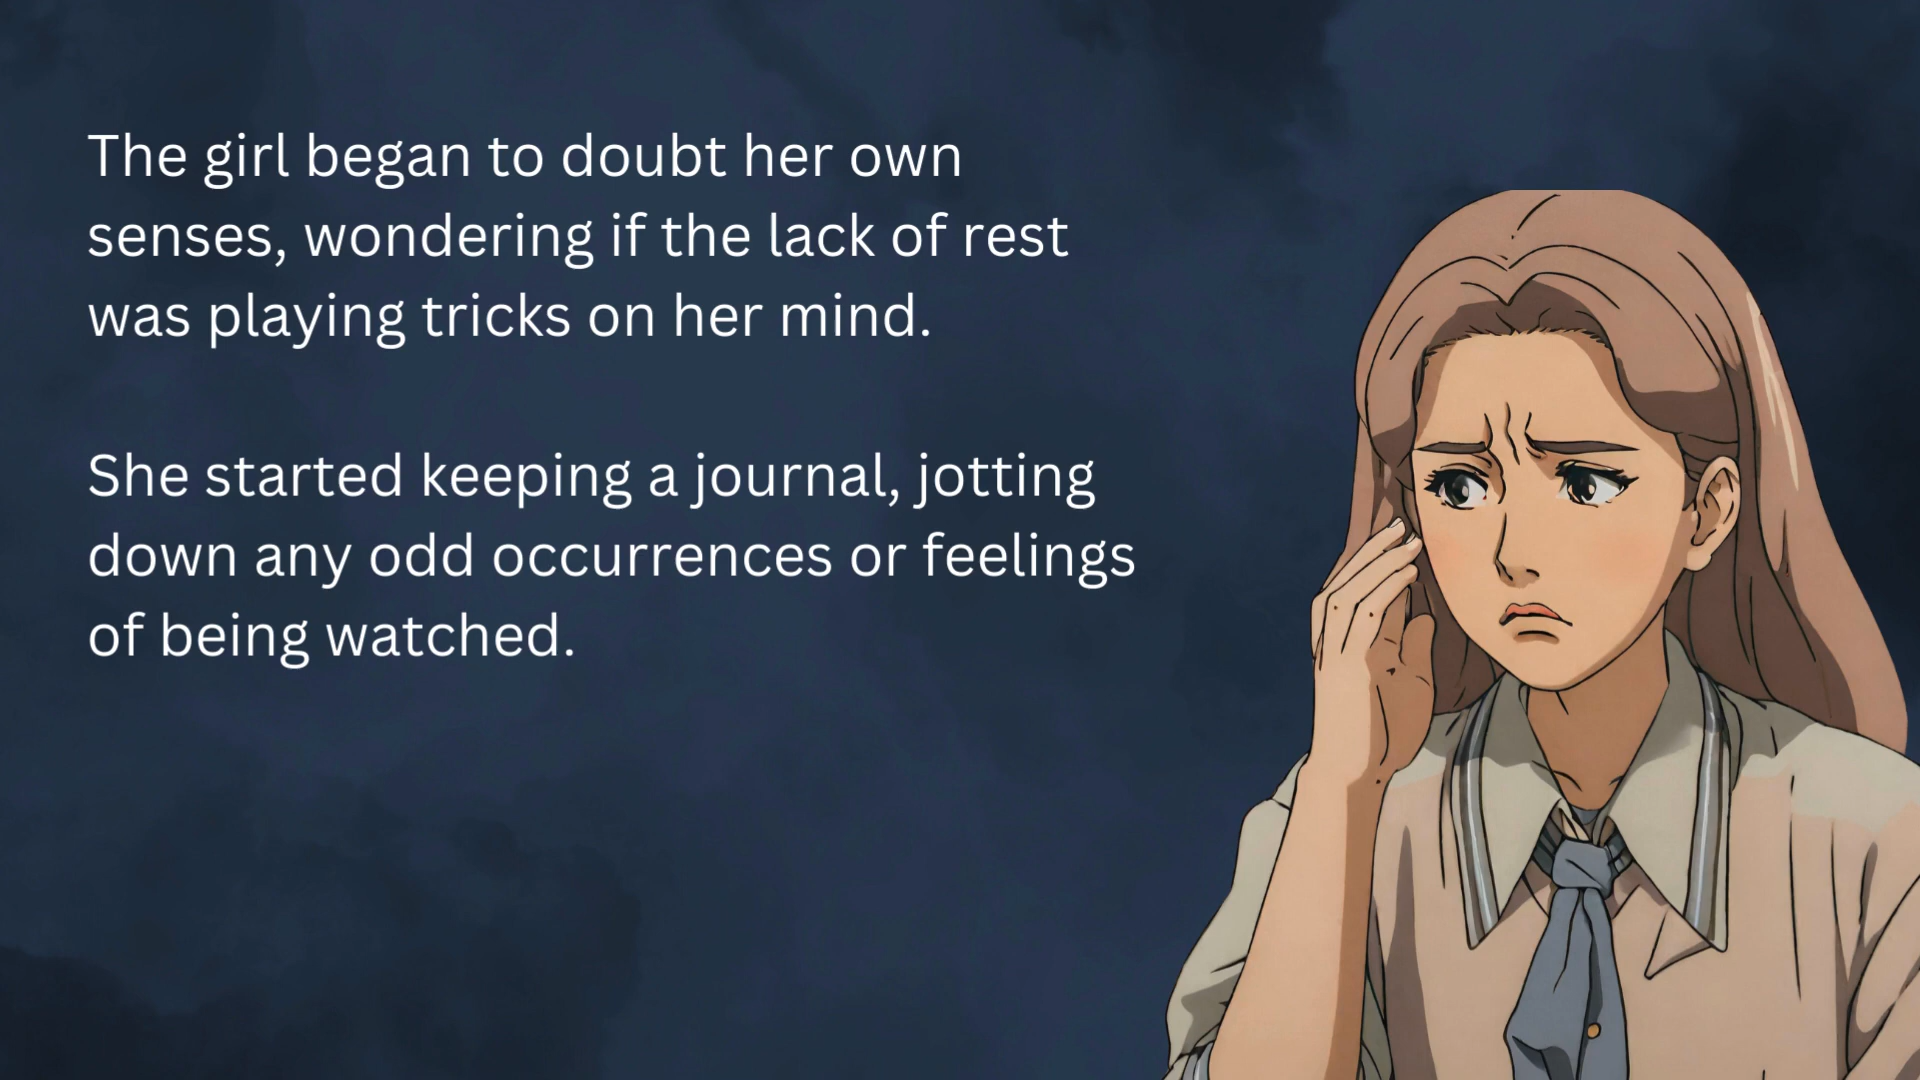 The girl began to doubt her own
senses, wondering if the lack of rest
was playing tricks on her mind.
She started keeping a journal, jotting
down any odd occurrences or feelings
of being watched.